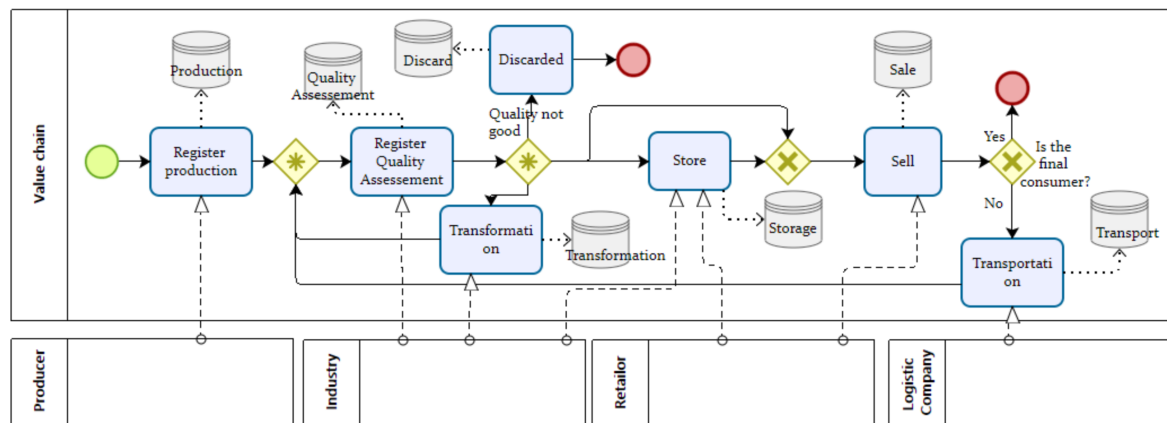 Value chain
Production
Register
production
Quality
Assessement
Register
Quality
Assessement
Discard
Discarded
Quality not
good
Transformati
on
Transformation
Store
Storage
Sale
Sell
Yes
Is the
final
consumer?
No
Transport
Transportati
on
Producer
Industry
Retailor
Logistic
Company